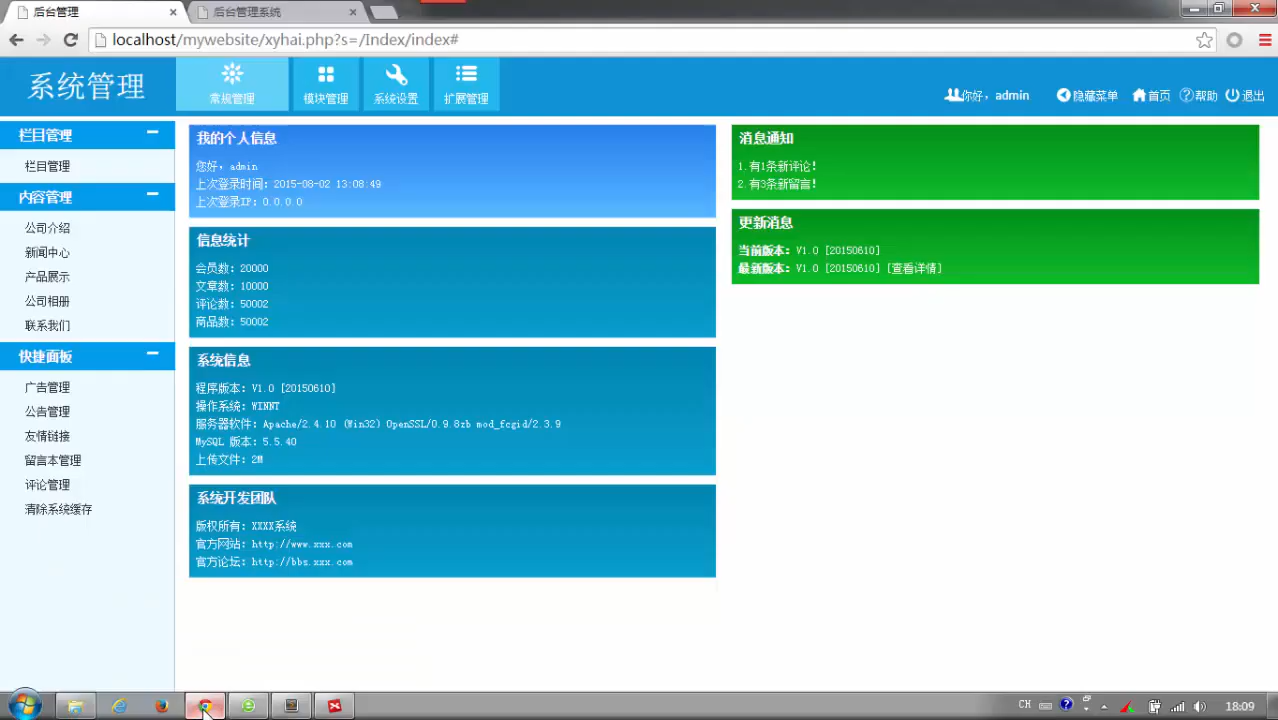 后台管理
后台管理系统
localhost/mywebsite/xyhai.php?s=/Index/index#
系统管理
常规管理
模块管理
系统设置
扩展管理
你好，admin
隐藏菜单
首页
帮助
退出
栏目管理
栏目管理
内容管理
公司介绍
新闻中心
产品展示
公司相册
联系我们
快捷面板
广告管理
公告管理
友情链接
留言本管理
评论管理
清除系统缓存
我的个人信息
您好，admin
上次登录时间：2015-08-02 13:08:49
上次登录IP：0.0.0.0
信息统计
会员数：20000
文章数：10000
评论数：50002
商品数：50002
系统信息
程序版本：V1.0 [20150610]
操作系统：WINNT
服务器软件：Apache/2.4.10 (Win32) OpenSSL/0.9.8zb mod_fcgid/2.3.9
MySQL 版本：5.5.40
上传文件：2M
系统开发团队
版权所有：XXXX系统
官方网站：http://www.xxx.com
官方论坛：http://bbs.xxx.com
消息通知
1.有1条新评论!
2.有3条新留言!
更新消息
当前版本：V1.0 [20150610]
最新版本：V1.0 [20150610] [查看详情]
CH
18:09